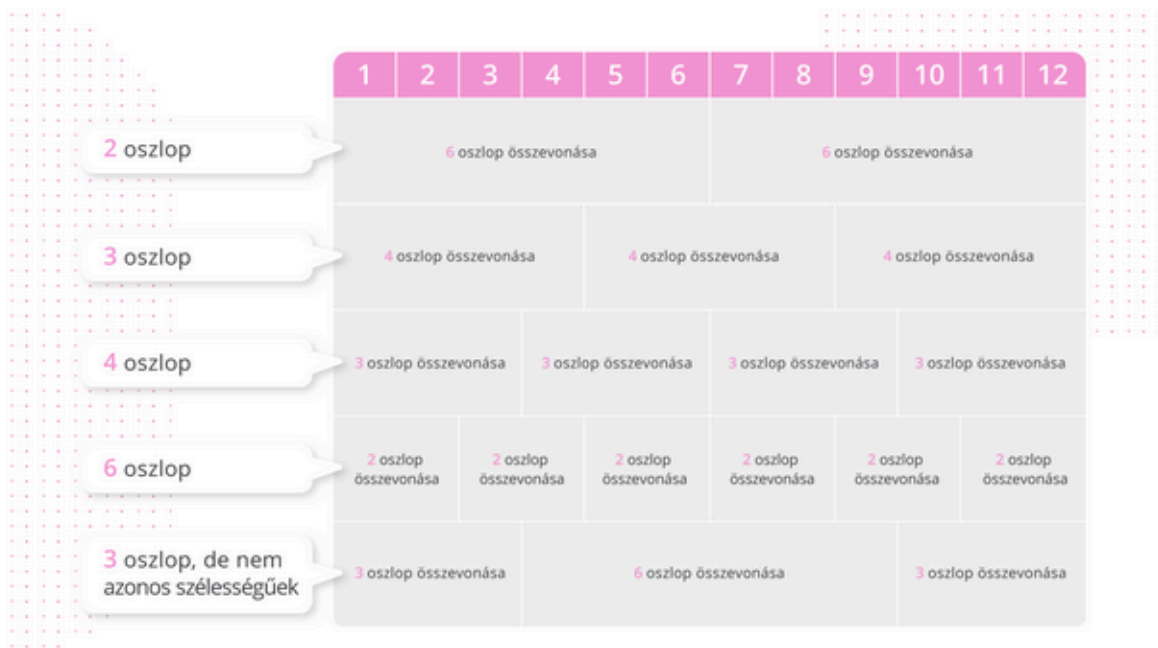 1 2 3 4 5 6 7 8 9 10 11 12
2 oszlop
6 oszlop összevonása
6 oszlop összevonása
3 oszlop
4 oszlop összevonása
4 oszlop összevonása
4 oszlop összevonása
4 oszlop
3 oszlop összevonása
3 oszlop összevonása
3 oszlop összevonása
3 oszlop összevonása
6 oszlop
2 oszlop
összevonása
2 oszlop
összevonása
2 oszlop
összevonása
2 oszlop
összevonása
2 oszlop
összevonása
2 oszlop
összevonása
3 oszlop, de nem
azonos szélességűek
3 oszlop összevonása
6 oszlop összevonása
3 oszlop összevonása